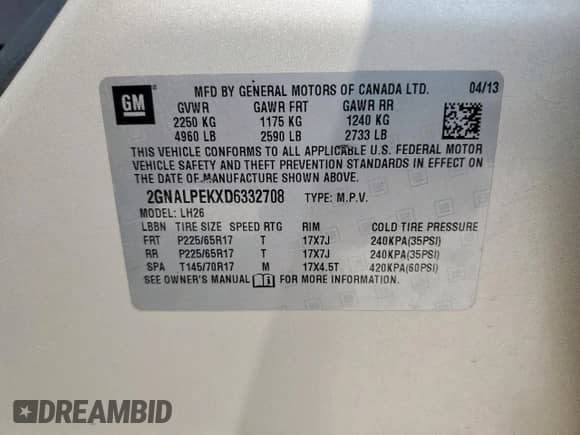 GM
MFD BY GENERAL MOTORS OF CANADA LTD. 04/13
GVWR GAWR FRT GAWR RR
2250 KG 1175 KG 1240 KG
4960 LB 2590 LB 2733 LB
THIS VEHICLE CONFORMS TO ALL APPLICABLE U.S. FEDERAL MOTOR
VEHICLE SAFETY AND THEFT PREVENTION STANDARDS IN EFFECT ON
THE DATE OF MANUFACTURE SHOWN ABOVE.
2GNALPEKXD6332708 TYPE: M.P.V.
MODEL: LH26
LBBN TIRE SIZE SPEED RTG RIM COLD TIRE PRESSURE
FRT P225/65R17 T 17X7J 240KPA(35PSI)
RR P225/65R17 T 17X7J 240KPA(35PSI)
SPA T145/70R17 M 17X4.5T 420KPA(60PSI)
SEE OWNER'S MANUAL FOR MORE INFORMATION
DREAMBID